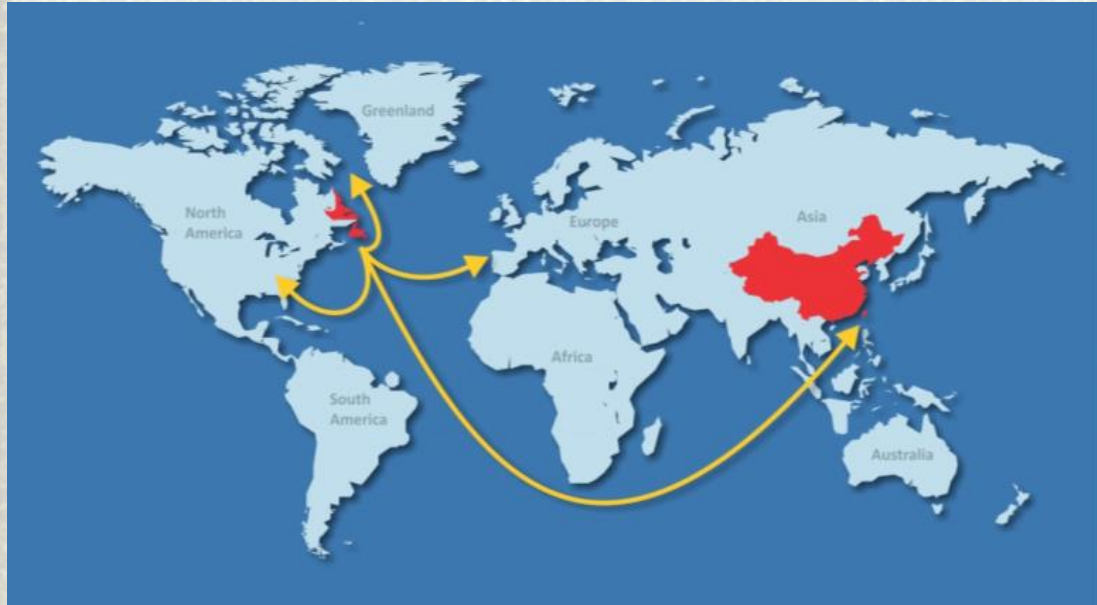 Greenland
North
America
Europe
Asia
Africa
South
America
Australia